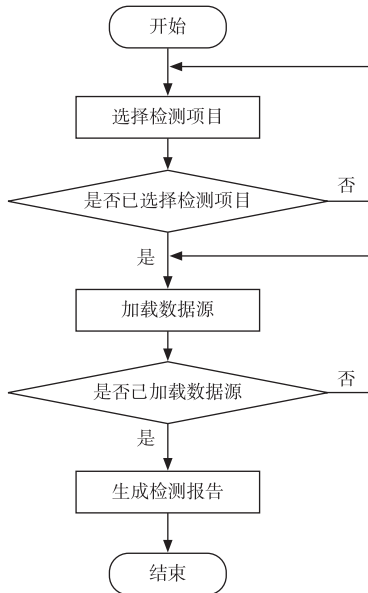 开始
选择检测项目
是否已选择检测项目
否
是
加载数据源
是否已加载数据源
否
是
生成检测报告
结束